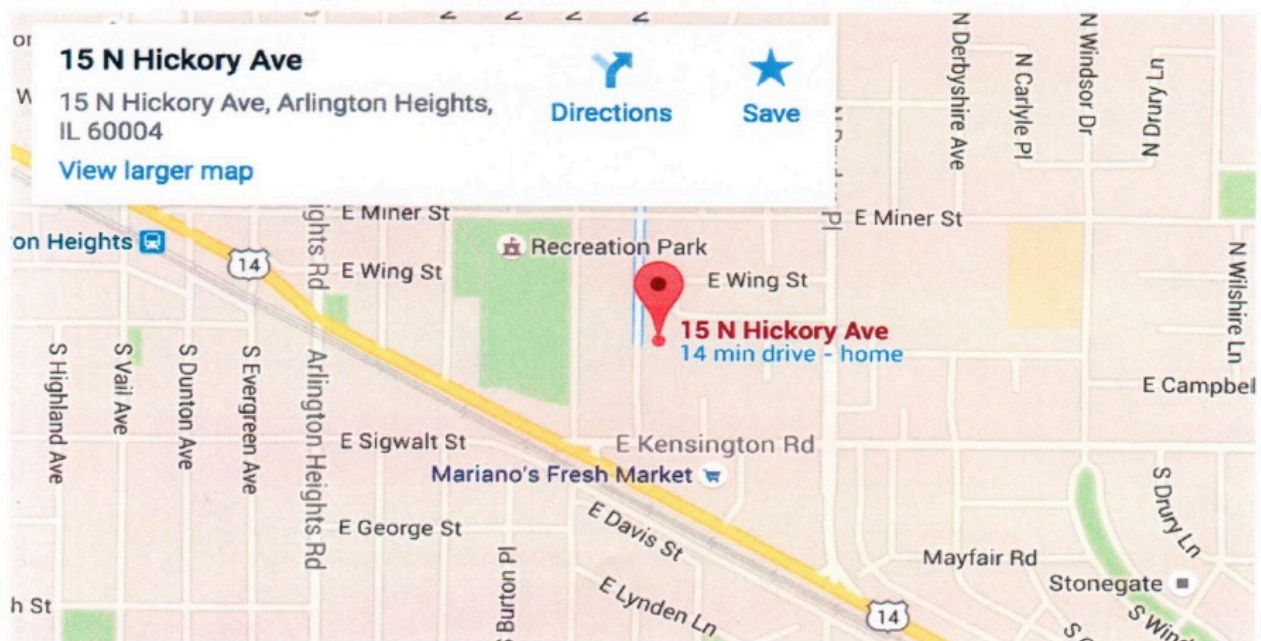 15 N Hickory Ave
15 N Hickory Ave, Arlington Heights,
IL 60004
View larger map
Directions
Save
N Derbyshire Ave
N Carlyle Pl
N Windsor Dr
N Drury Ln
E Miner St
E Miner St
on Heights
14
ights Rd
E Wing St
Recreation Park
E Wing St
N Wilshire Ln
15 N Hickory Ave
14 min drive - home
Pl
S Highland Ave
S Vail Ave
S Dunton Ave
S Evergreen Ave
Arlington Heights Rd
E Campbel
E Sigwalt St
E Kensington Rd
Mariano's Fresh Market
E George St
E Davis St
S Drury Ln
Mayfair Rd
Stonegate
h St
Burton Pl
E Lynden Ln
14
S Win